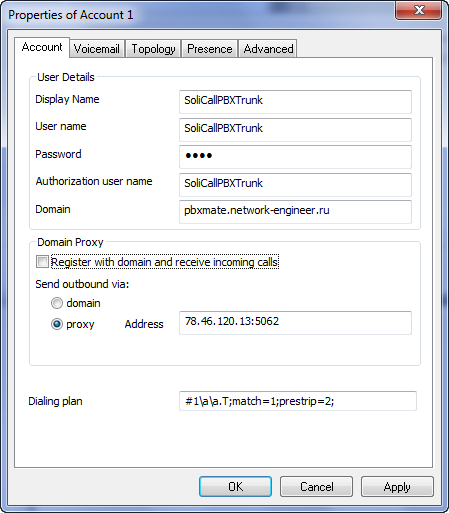 Properties of Account 1
Account Voicemail Topology Presence Advanced
User Details
Display Name SoliCallPBXTrunk
User name SoliCallPBXTrunk
Password ●●●●
Authorization user name SoliCallPBXTrunk
Domain pbxmate.network-engineer.ru
Domain Proxy
Register with domain and receive incoming calls
Send outbound via:
domain
proxy Address 78.46.120.13:5062
Dialing plan #1\a\a.T;match=1;prestrip=2;
OK Cancel Apply